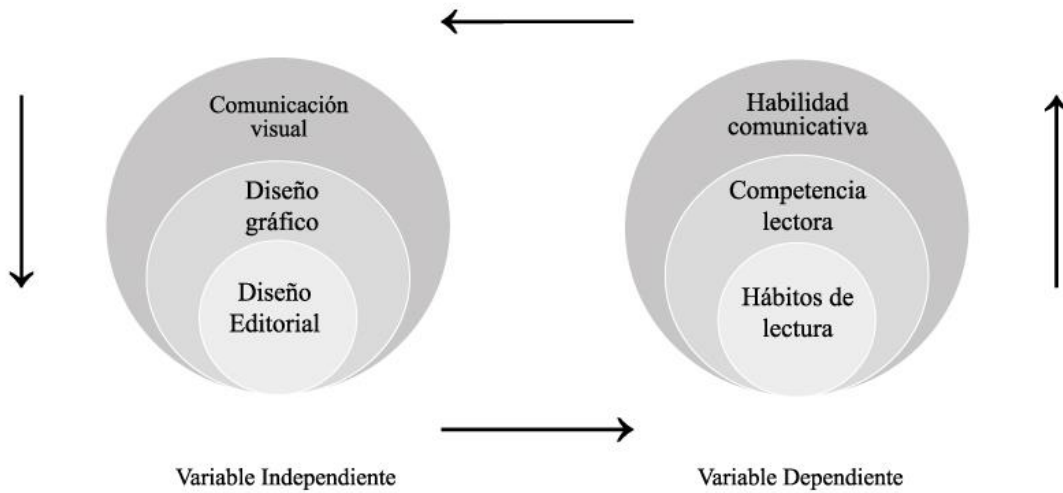 Comunicación
visual
Diseño
gráfico
Diseño
Editorial
Variable Independiente
Habilidad
comunicativa
Competencia
lectora
Hábitos de
lectura
Variable Dependiente